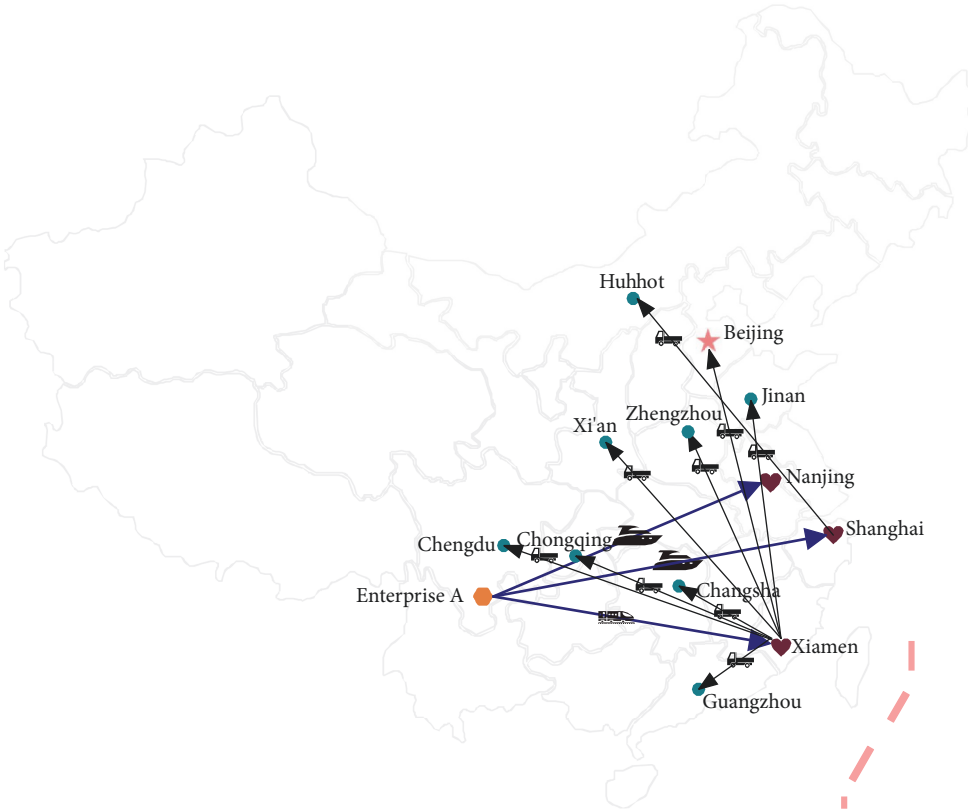 Huhhot
Beijing
Jinan
Zhengzhou
Xi'an
Nanjing
Shanghai
Chengdu
Chongqing
Changsha
Enterprise A
Xiamen
Guangzhou